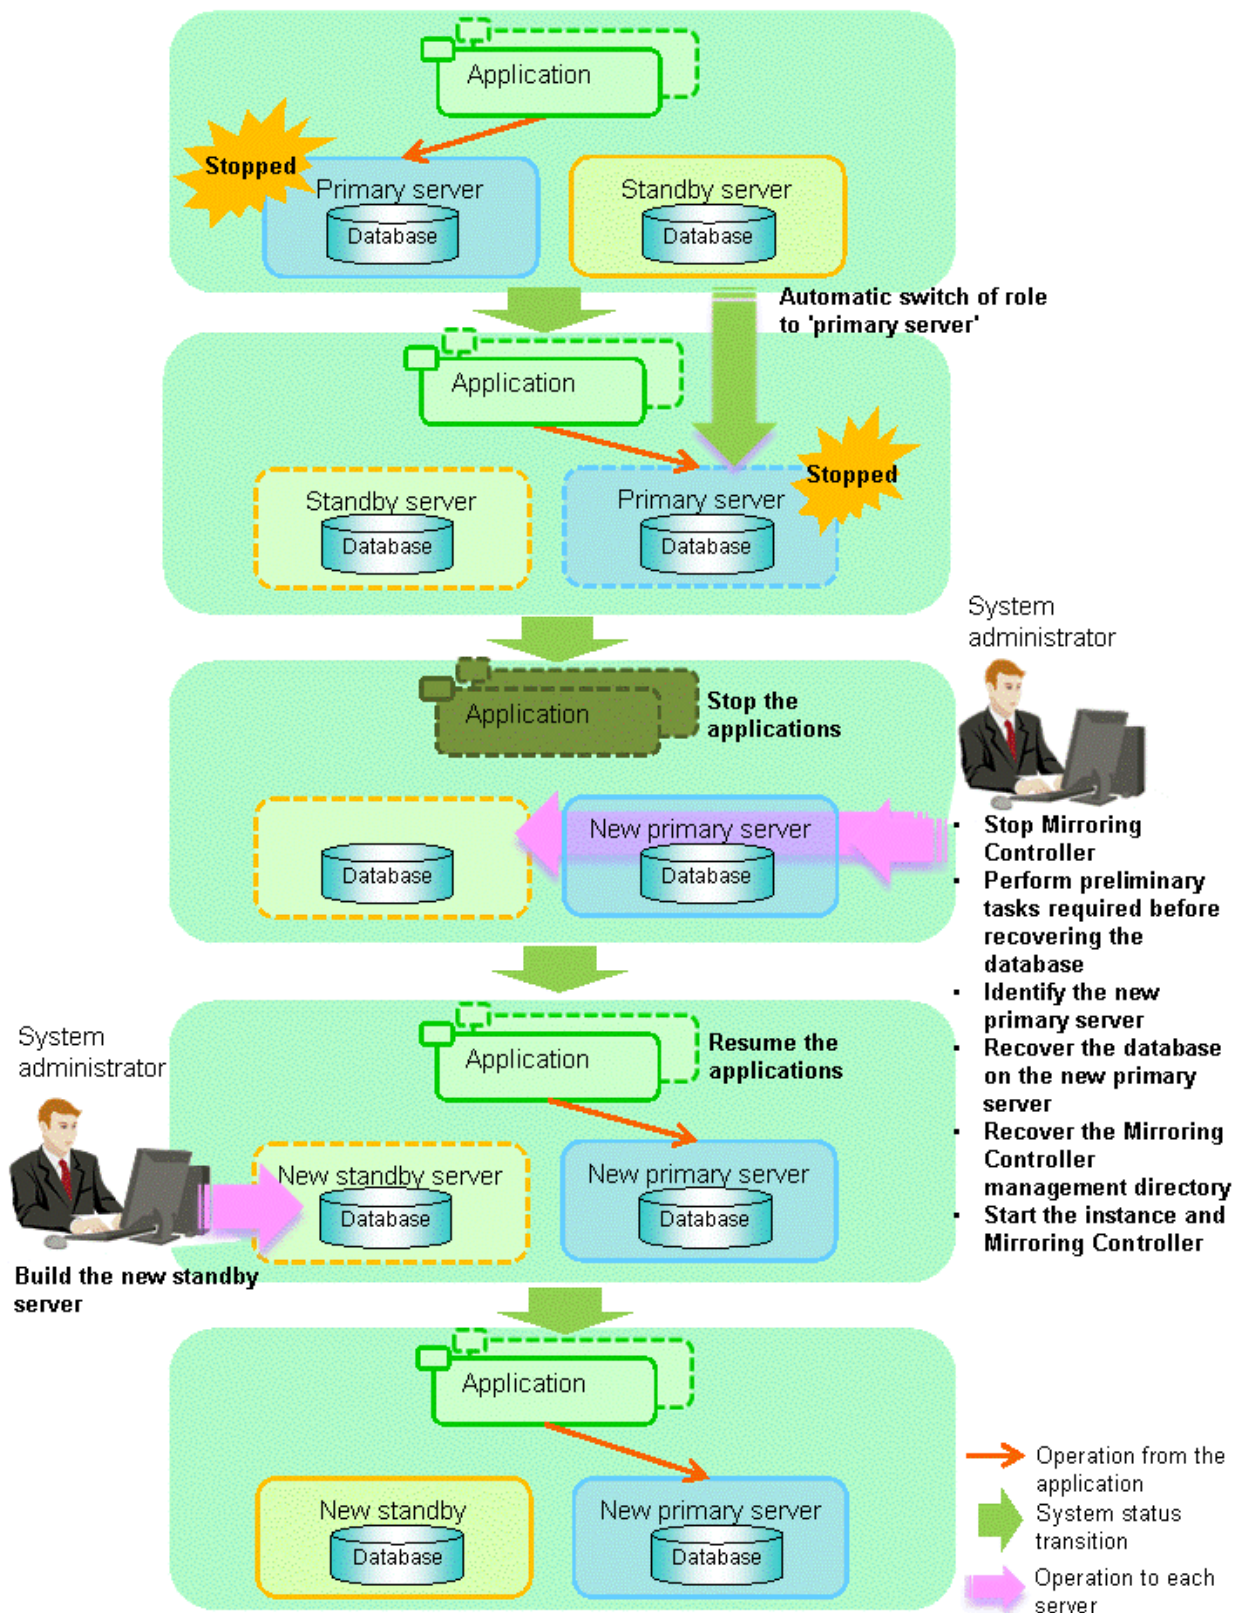 Application
Stopped
Primary server
Database
Standby server
Database
Automatic switch of role
to 'primary server'
Application
Stopped
Standby server
Database
Primary server
Database
System
administrator
Application
Stop the
applications
Database
New primary server
Database
▪ Stop Mirroring
Controller
▪ Perform preliminary
tasks required before
recovering the
database
▪ Identify the new
primary server
▪ Recover the database
on the new primary
server
▪ Recover the Mirroring
Controller
management directory
▪ Start the instance and
Mirroring Controller
System
administrator
Application
Resume the
applications
New standby server
Database
New primary server
Database
Build the new standby
server
Application
New standby
Database
New primary server
Database
Operation from the
application
System status
transition
Operation to each
server